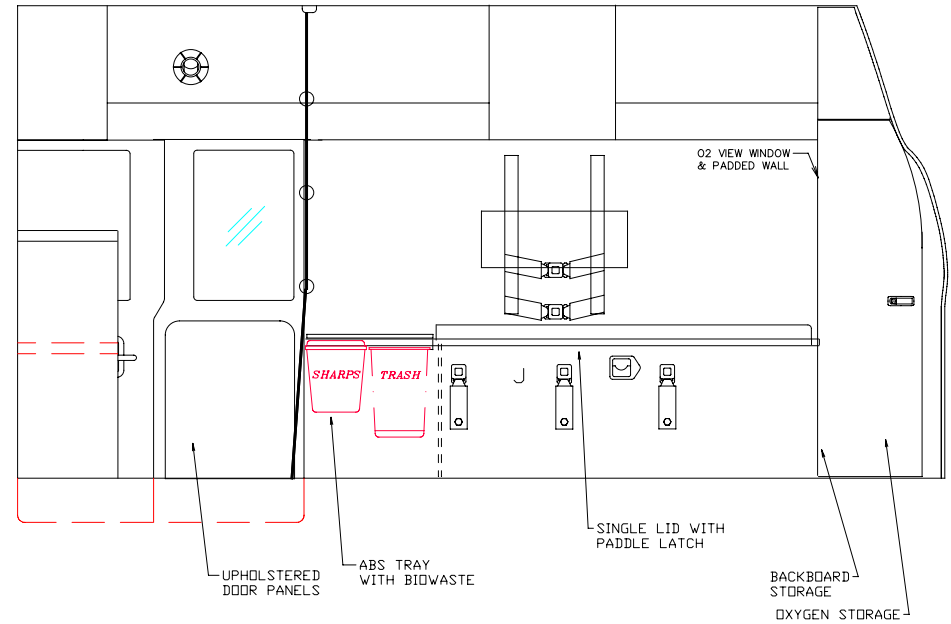 O2 VIEW WINDOW
& PADDED WALL
SHARPS
TRASH
SINGLE LID WITH
PADDLE LATCH
ABS TRAY
WITH BIOWASTE
UPHOLSTERED
DOOR PANELS
BACKBOARD
STORAGE
OXYGEN STORAGE